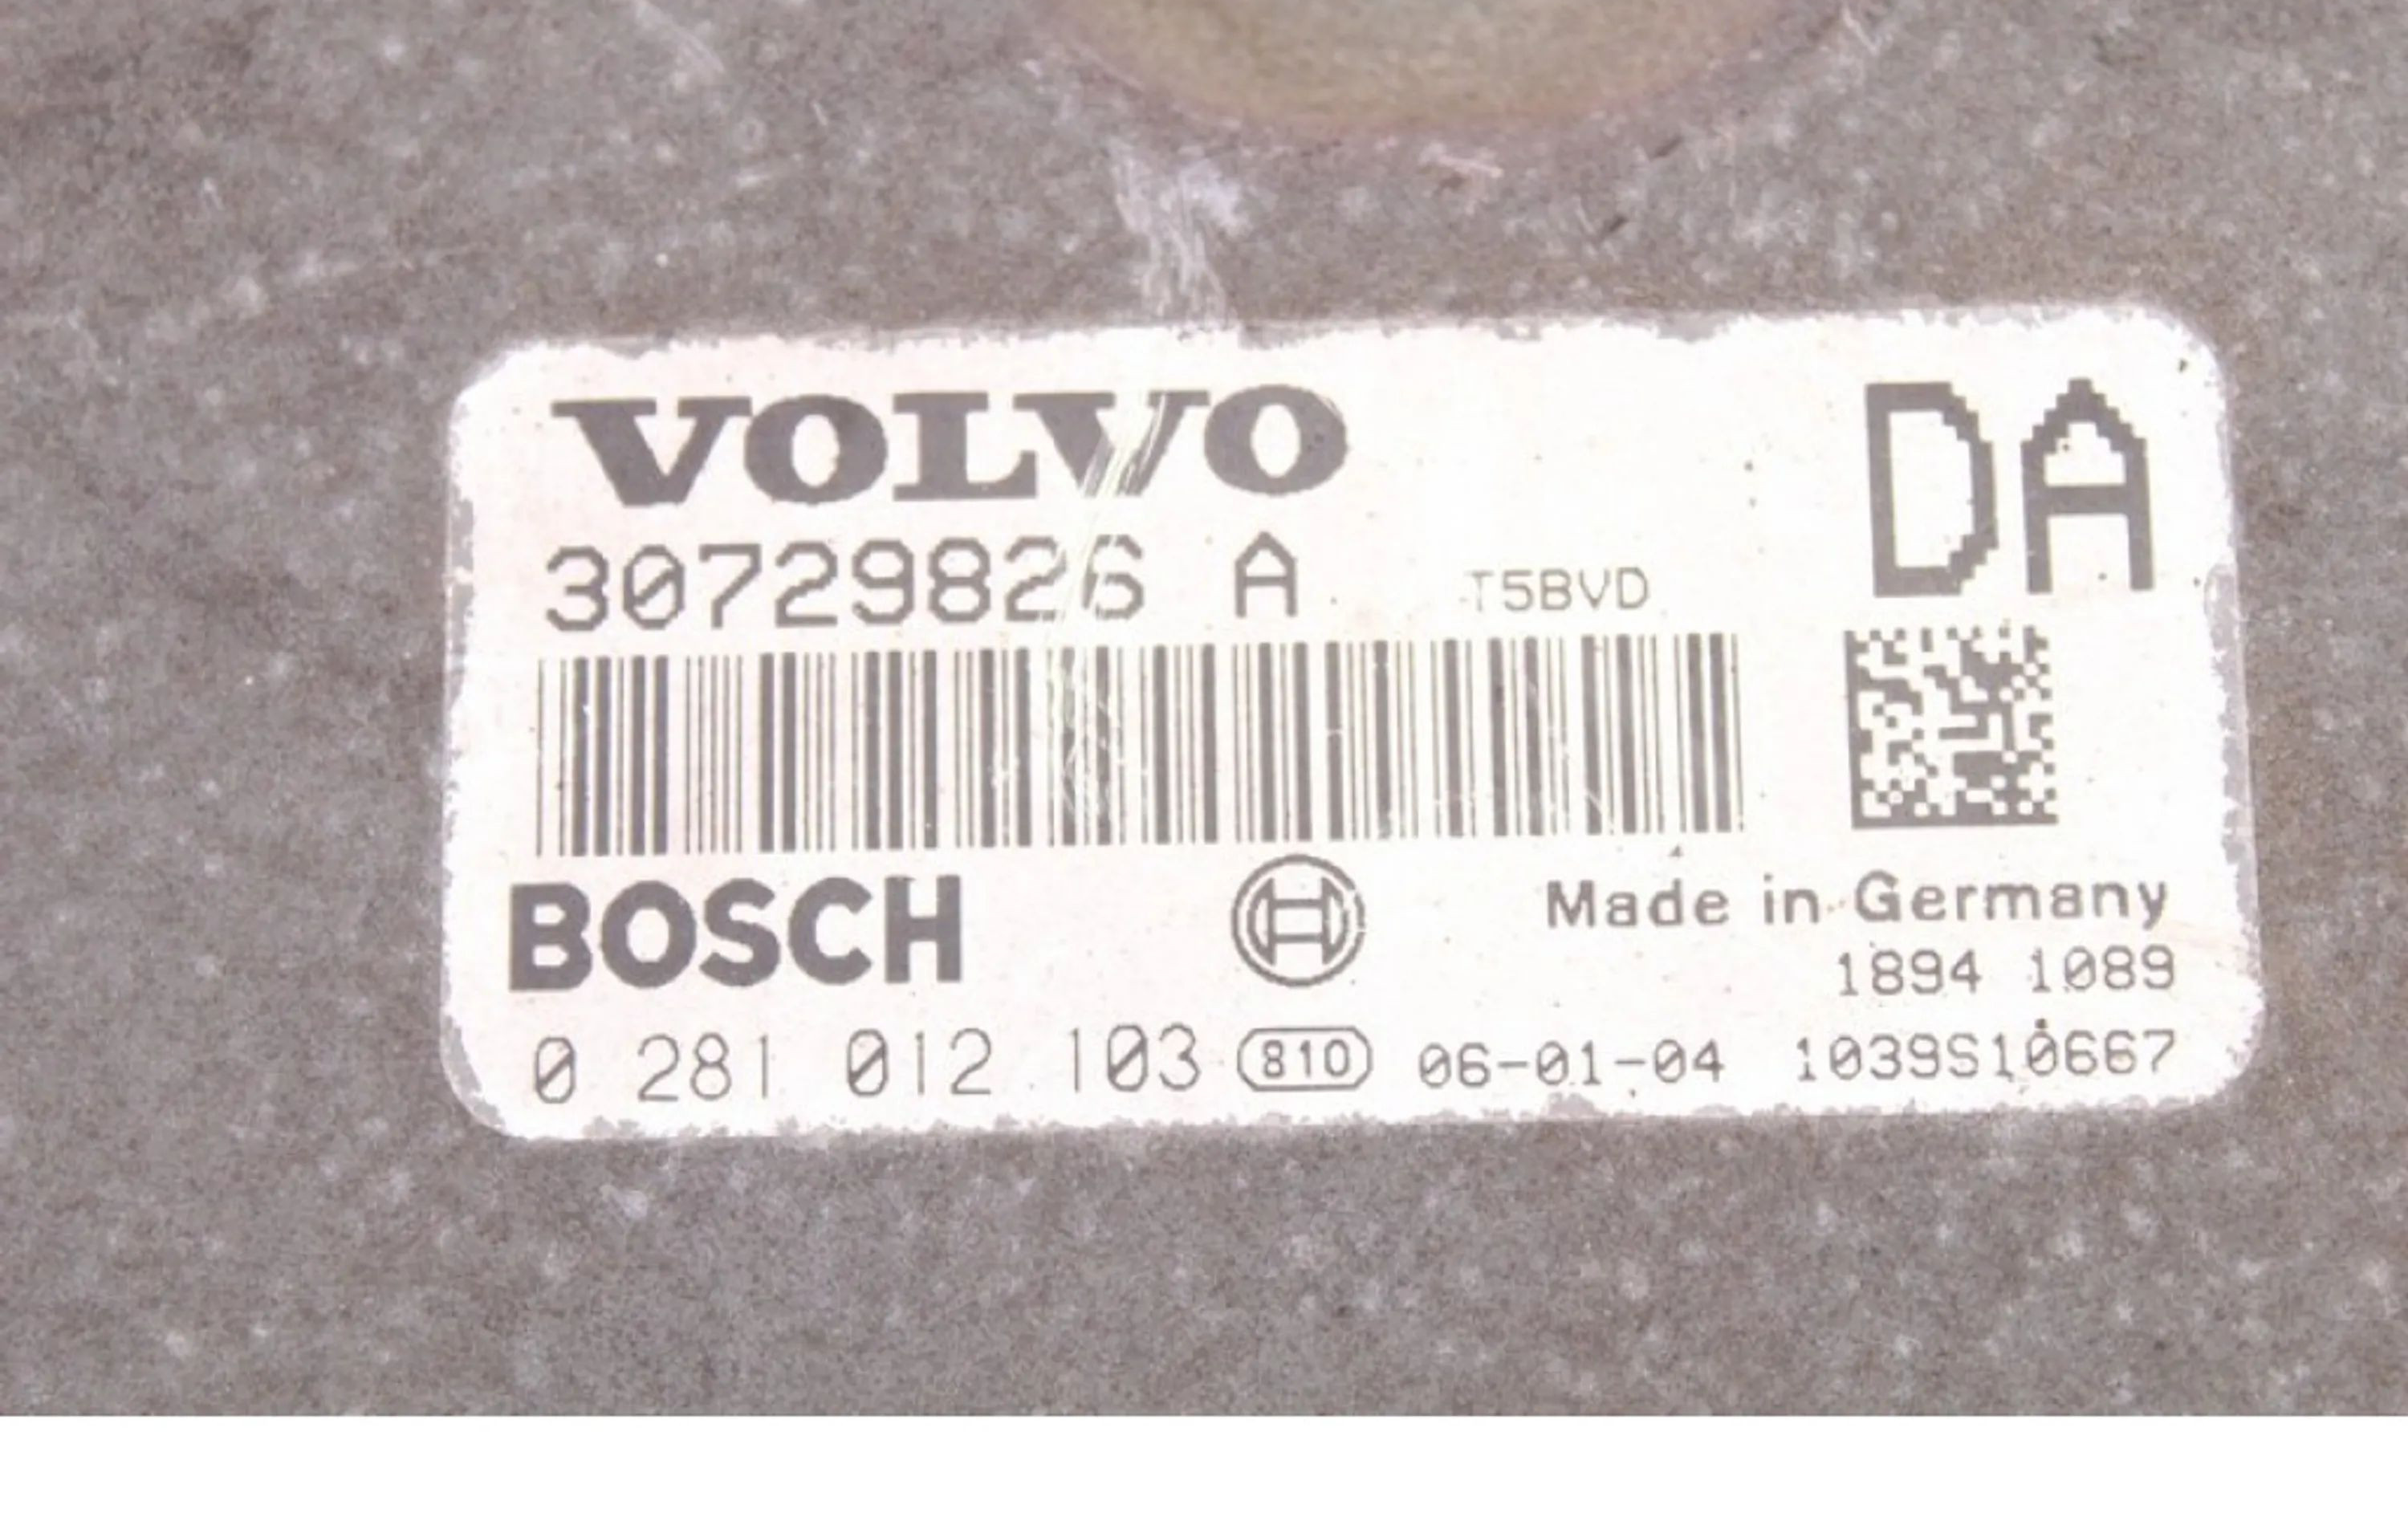 VOLVO
DA
30729826 A T5BVD
BOSCH
Made in Germany
1894 1089
0 281 012 103 810 06-01-04 1039S10667